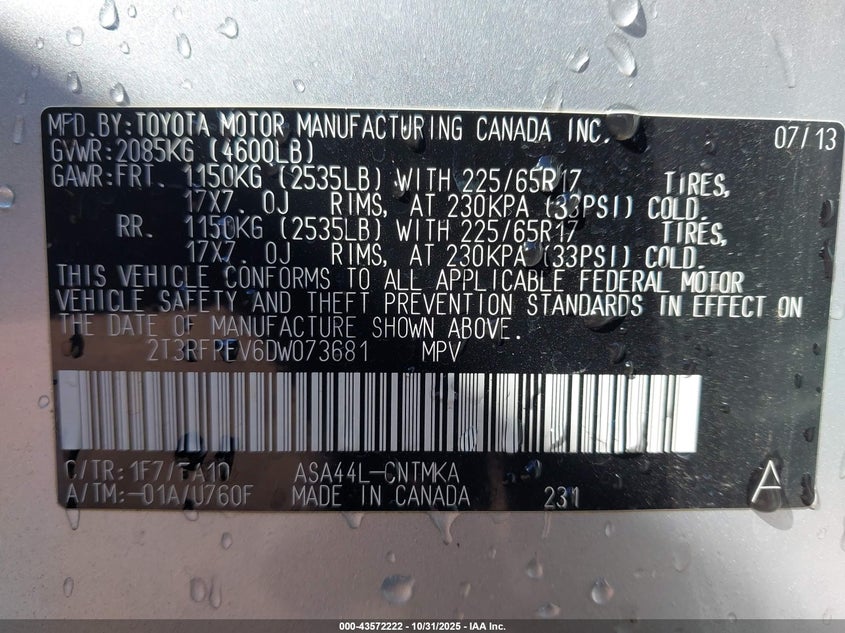 MFD.BY:TOYOTA MOTOR MANUFACTURING CANADA INC. 07/13
GVWR:2085KG (4600LB)
GAWR:FRT. 1150KG (2535LB) WITH 225/65R17 TIRES,
17X7.0J RIMS, AT 230KPA (33PSI) COLD.
RR. 1150KG (2535LB) WITH 225/65R17 TIRES,
17X7.0J RIMS, AT 230KPA (33PSI) COLD.
THIS VEHICLE CONFORMS TO ALL APPLICABLE FEDERAL MOTOR
VEHICLE SAFETY AND THEFT PREVENTION STANDARDS IN EFFECT ON
THE DATE OF MANUFACTURE SHOWN ABOVE.
2T3RFREV6DW073681 MPV
C/TR:1F7/FA10 ASA44L-CNTMKA
A/TM:-01A/U760F MADE IN CANADA 231 A
000-43572222 - 10/31/2025 - IAA Inc.